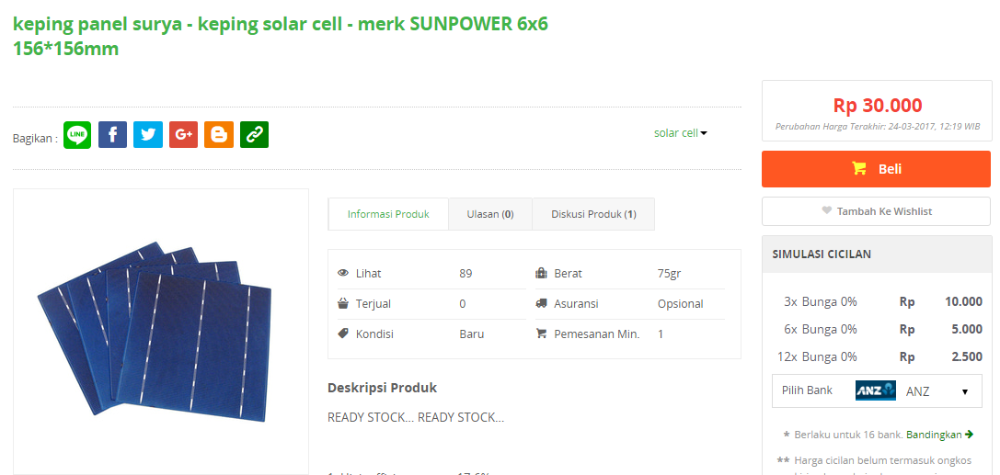 keping panel surya - keping solar cell - merk SUNPOWER 6x6
156*156mm
Rp 30.000
Perubahan Harga Terakhir: 24-03-2017, 12:19 WIB
Bagikan :
LINE
f
G+
B
solar cell
Beli
Tambah Ke Wishlist
Informasi Produk
Ulasan (0)
Diskusi Produk (1)
Lihat 89 Berat 75gr
Terjual 0 Asuransi Opsional
Kondisi Baru Pemesanan Min. 1
Deskripsi Produk
READY STOCK... READY STOCK...
SIMULASI CICILAN
3x Bunga 0% Rp 10.000
6x Bunga 0% Rp 5.000
12x Bunga 0% Rp 2.500
Pilih Bank ANZ ANZ
* Berlaku untuk 16 bank. Bandingkan
** Harga cicilan belum termasuk ongkos